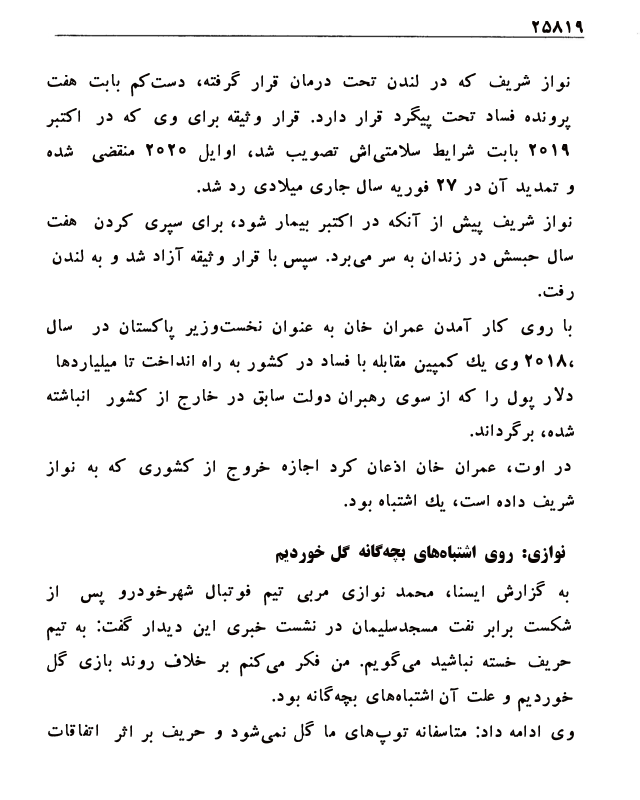 ۲۵۸۱۹
نواز شریف که در لندن تحت درمان قرار گرفته، دست‌کم بابت هفت
پرونده فساد تحت پیگرد قرار دارد. قرار وثیقه برای وی که در اکتبر
۲۰۱۹ بابت شرایط سلامتی‌اش تصویب شد، اوایل ۲۰۲۰ منقضی شده
و تمدید آن در ۲۷ فوریه سال جاری میلادی رد شد.
نواز شریف پیش از آنکه در اکتبر بیمار شود، برای سپری کردن هفت
سال حبسش در زندان به سر می‌برد. سپس با قرار وثیقه آزاد شد و به لندن
رفت.
با روی کار آمدن عمران خان به عنوان نخست‌وزیر پاکستان در سال
۲۰۱۸، وی یك کمپین مقابله با فساد در کشور به راه انداخت تا میلیاردها
دلار پول را که از سوی رهبران دولت سابق در خارج از کشور انباشته
شده، برگرداند.
در اوت، عمران خان اذعان کرد اجازه خروج از کشوری که به نواز
شریف داده است، یك اشتباه بود.
نوازی: روی اشتباه‌های بچه‌گانه گل خوردیم
به گزارش ایسنا، محمد نوازی مربی تیم فوتبال شهرخودرو پس از
شکست برابر نفت مسجدسلیمان در نشست خبری این دیدار گفت: به تیم
حریف خسته نباشید می‌گویم. من فکر می‌کنم بر خلاف روند بازی گل
خوردیم و علت آن اشتباه‌های بچه‌گانه بود.
وی ادامه داد: متاسفانه توپ‌های ما گل نمی‌شود و حریف بر اثر اتفاقات